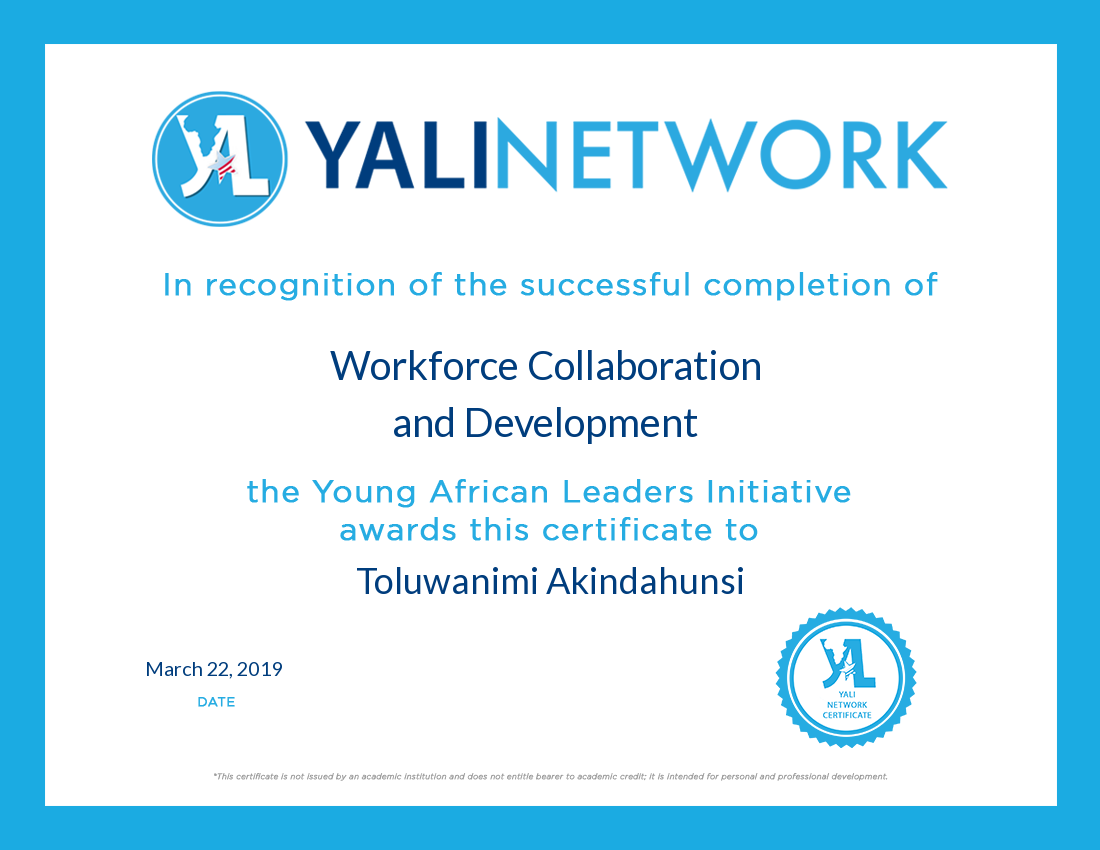 YALINETWORK
In recognition of the successful completion of
Workforce Collaboration
and Development
the Young African Leaders Initiative
awards this certificate to
Toluwanimi Akindahunsi
March 22, 2019
DATE
YAL
YALI
NETWORK
CERTIFICATE
*This certificate is not issued by an academic institution and does not entitle bearer to academic credit; it is intended for personal and professional development.